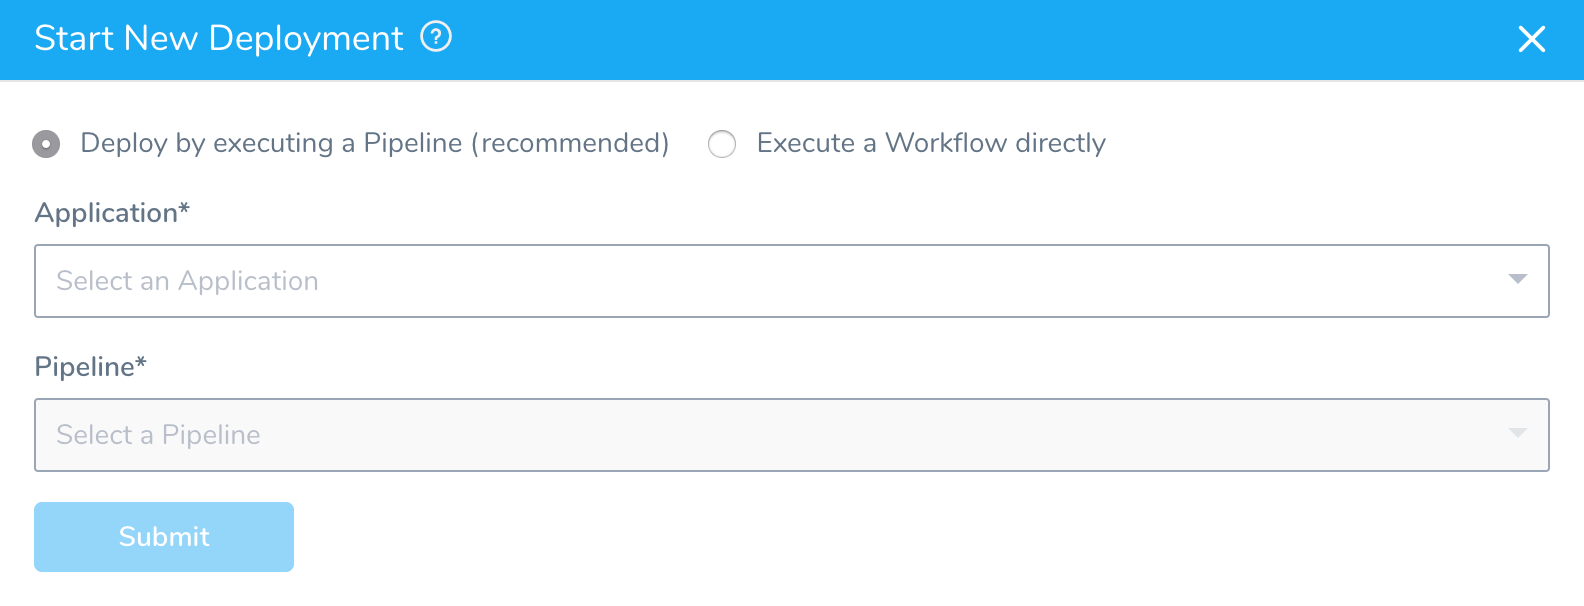 Start New Deployment ?
Deploy by executing a Pipeline (recommended) Execute a Workflow directly
Application*
Select an Application
Pipeline*
Select a Pipeline
Submit